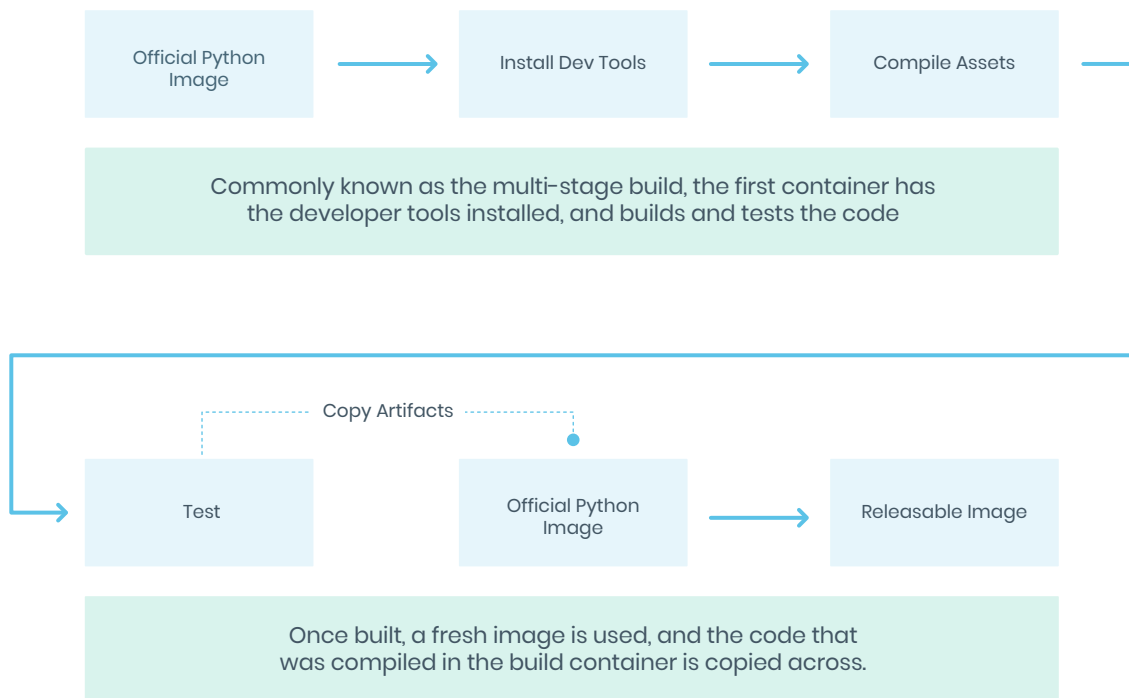 Official Python
Image
Install Dev Tools
Compile Assets
Commonly known as the multi-stage build, the first container has
the developer tools installed, and builds and tests the code
Copy Artifacts
Test
Official Python
Image
Releasable Image
Once built, a fresh image is used, and the code that
was compiled in the build container is copied across.